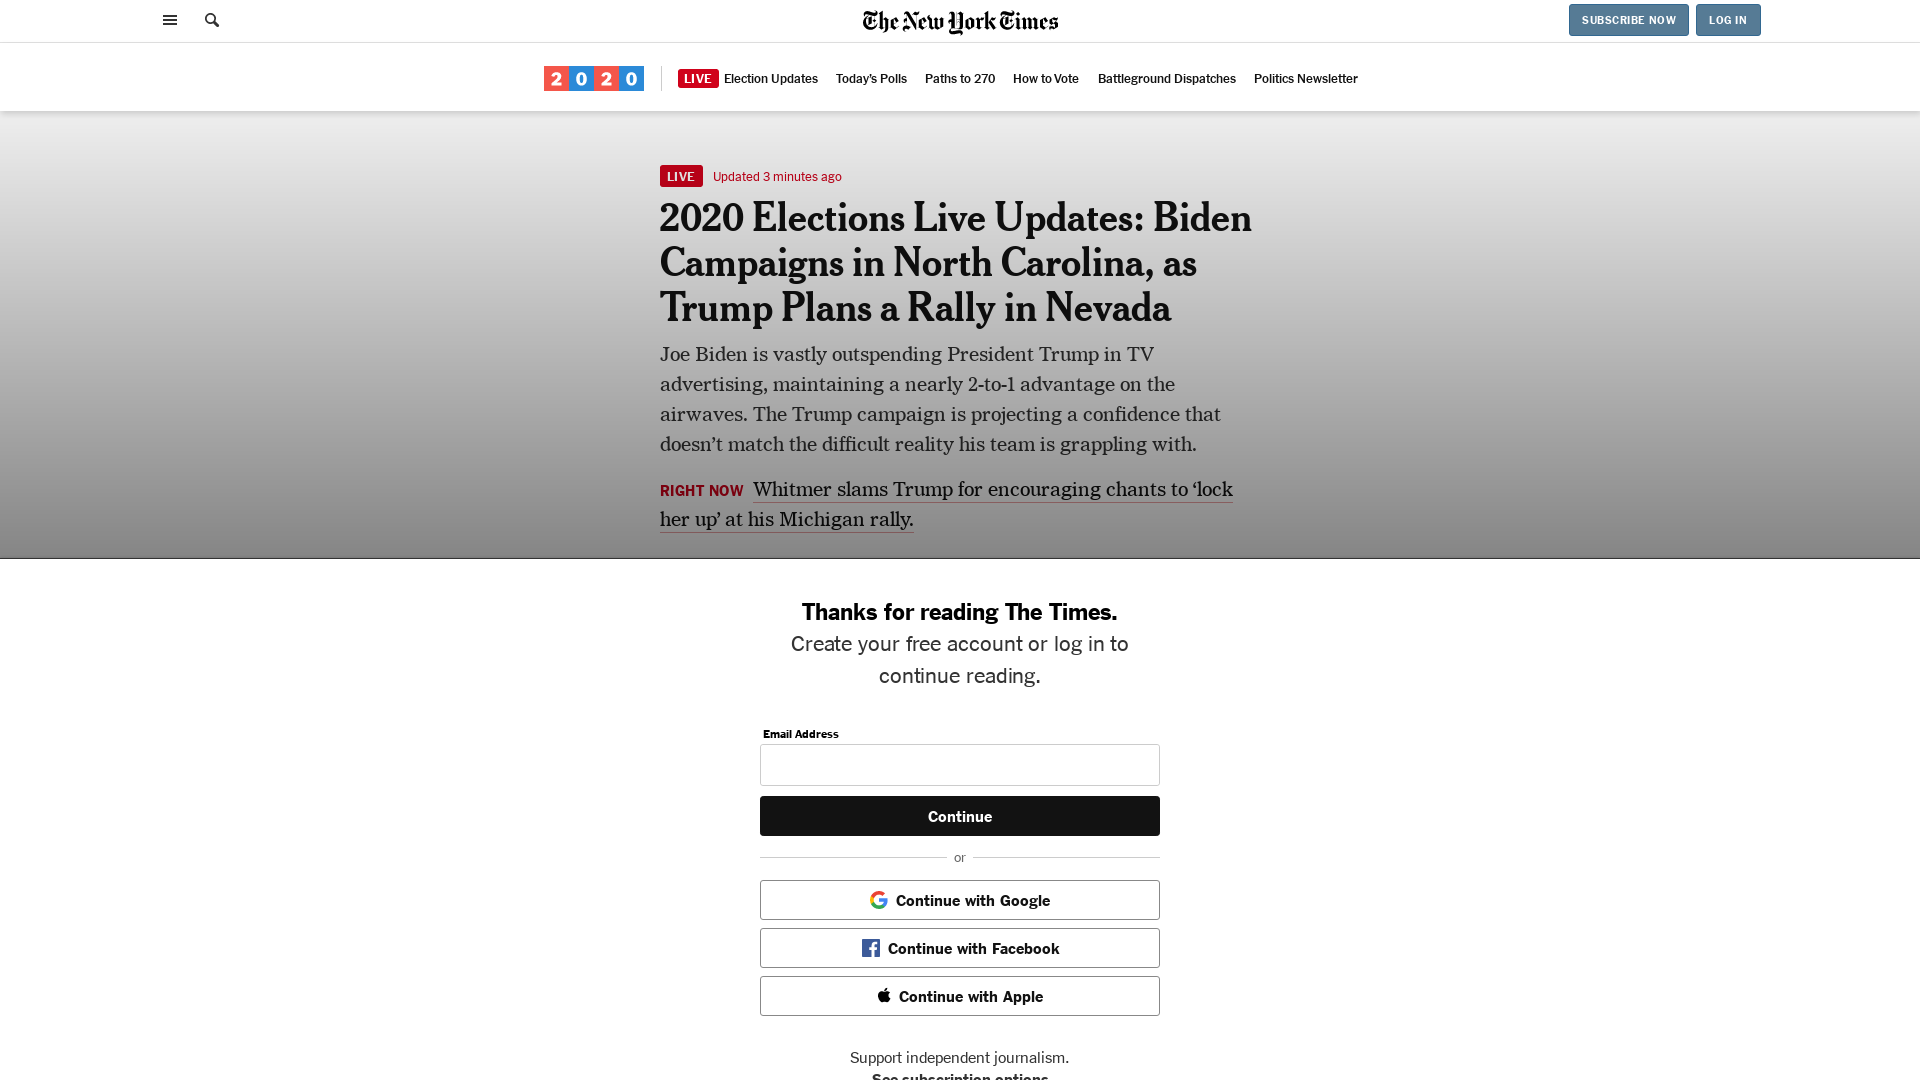 The New York Times
SUBSCRIBE NOW
LOG IN
2020
LIVE Election Updates Today's Polls Paths to 270 How to Vote Battleground Dispatches Politics Newsletter
LIVE Updated 3 minutes ago
2020 Elections Live Updates: Biden
Campaigns in North Carolina, as
Trump Plans a Rally in Nevada
Joe Biden is vastly outspending President Trump in TV
advertising, maintaining a nearly 2-to-1 advantage on the
airwaves. The Trump campaign is projecting a confidence that
doesn’t match the difficult reality his team is grappling with.
RIGHT NOW Whitmer slams Trump for encouraging chants to ‘lock
her up’ at his Michigan rally.
Thanks for reading The Times.
Create your free account or log in to
continue reading.
Email Address
Continue
or
Continue with Google
Continue with Facebook
Continue with Apple
Support independent journalism.
See subscription options